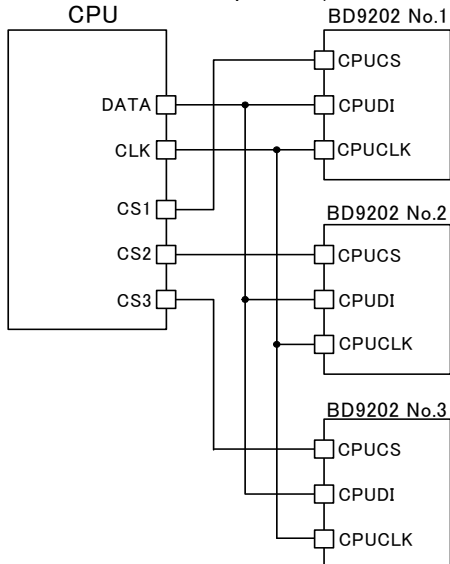 CPU
DATA
CLK
CS1
CS2
CS3
BD9202 No.1
CPUCS
CPUDI
CPUCLK
BD9202 No.2
CPUCS
CPUDI
CPUCLK
BD9202 No.3
CPUCS
CPUDI
CPUCLK